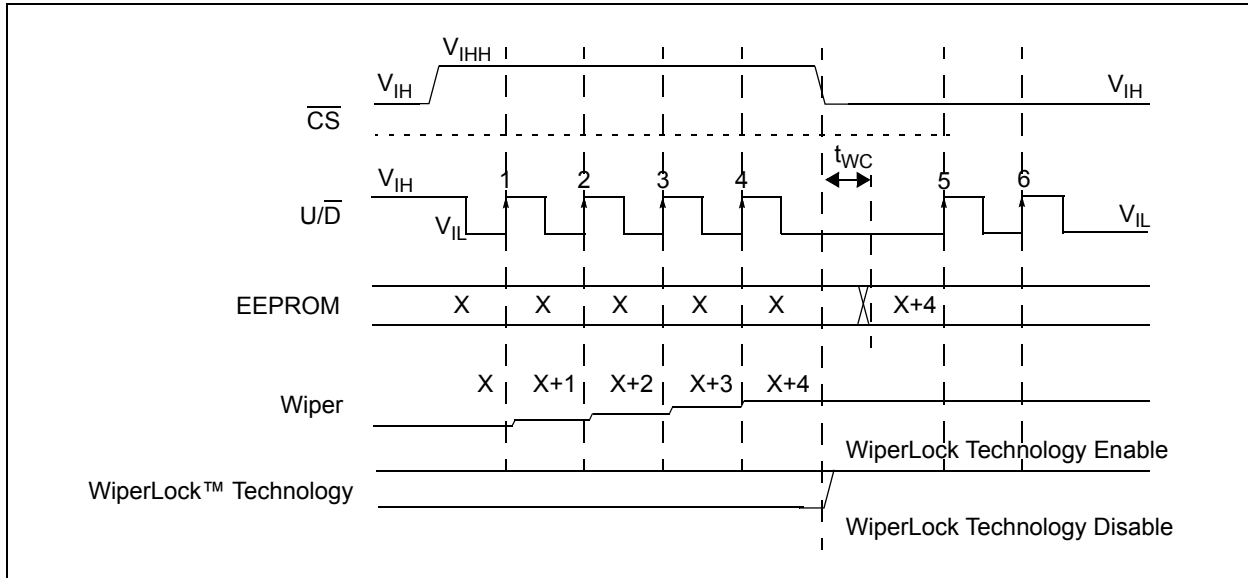 VIHH
VIH
VIH
CS
tWC
VIH
1 2 3 4 5 6
U/D
VIL
VIL
EEPROM
X X X X X X+4
X X+1 X+2 X+3 X+4
Wiper
WiperLock Technology Enable
WiperLock™ Technology
WiperLock Technology Disable